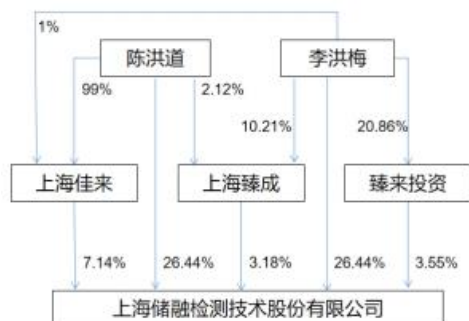 1%
陈洪道 李洪梅
99% 2.12%
10.21% 20.86%
上海佳来 上海臻成 臻来投资
7.14% 26.44% 3.18% 26.44% 3.55%
上海储融检测技术股份有限公司